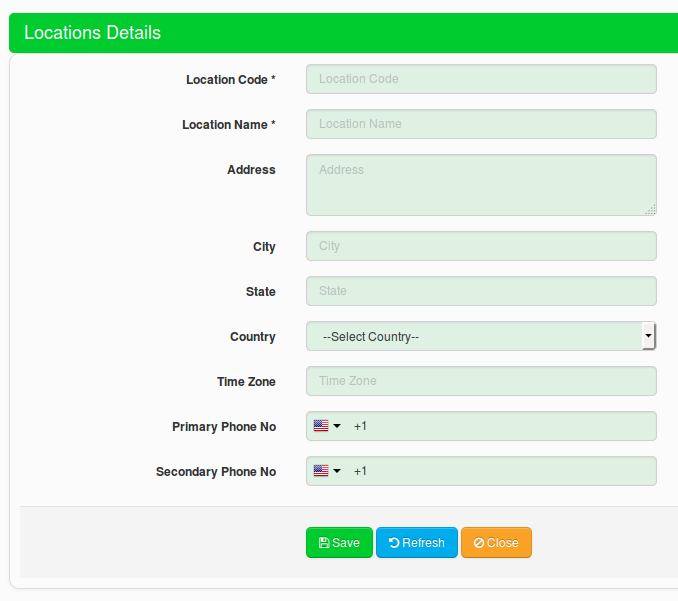 Locations Details
Location Code * Location Code
Location Name * Location Name
Address Address
City City
State State
Country --Select Country--
Time Zone Time Zone
Primary Phone No +1
Secondary Phone No +1
Save Refresh Close